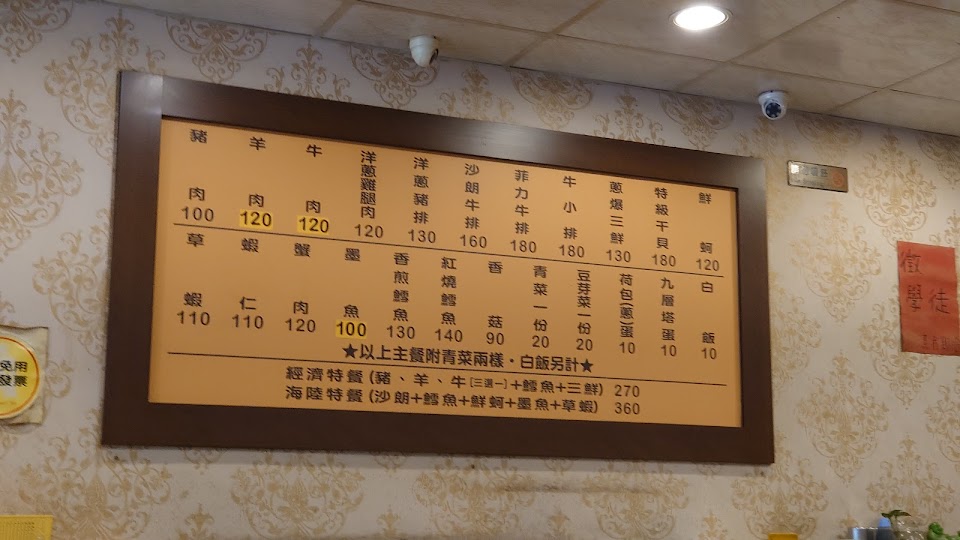 豬肉 100
羊肉 120
牛肉 120
洋蔥雞腿肉 120
洋蔥豬排 130
沙朗牛排 160
菲力牛排 180
牛小排 180
蔥爆三鮮 130
特級干貝 180
鮮蚵 120
草蝦 110
蝦仁 110
蟹肉 120
墨魚 100
香煎鱈魚 130
紅燒鱈魚 140
香菇 90
青菜一份 20
豆芽菜一份 20
荷包(蔥)蛋 10
九層塔蛋 10
白飯 10
★以上主餐附青菜兩樣・白飯另計★
經濟特餐(豬、羊、牛[三選一]+鱈魚+三鮮) 270
海陸特餐(沙朗+鱈魚+鮮蚵+墨魚+草蝦) 360
免用
發票
徵
學徒